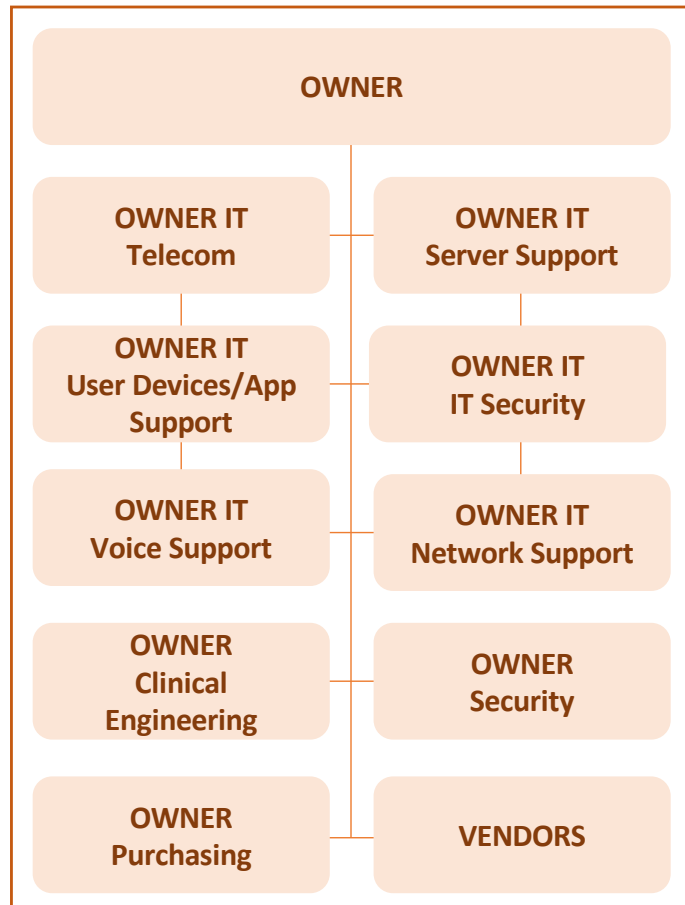 OWNER
OWNER IT
Telecom
OWNER IT
Server Support
OWNER IT
User Devices/App
Support
OWNER IT
IT Security
OWNER IT
Voice Support
OWNER IT
Network Support
OWNER
Clinical
Engineering
OWNER
Security
OWNER
Purchasing
VENDORS